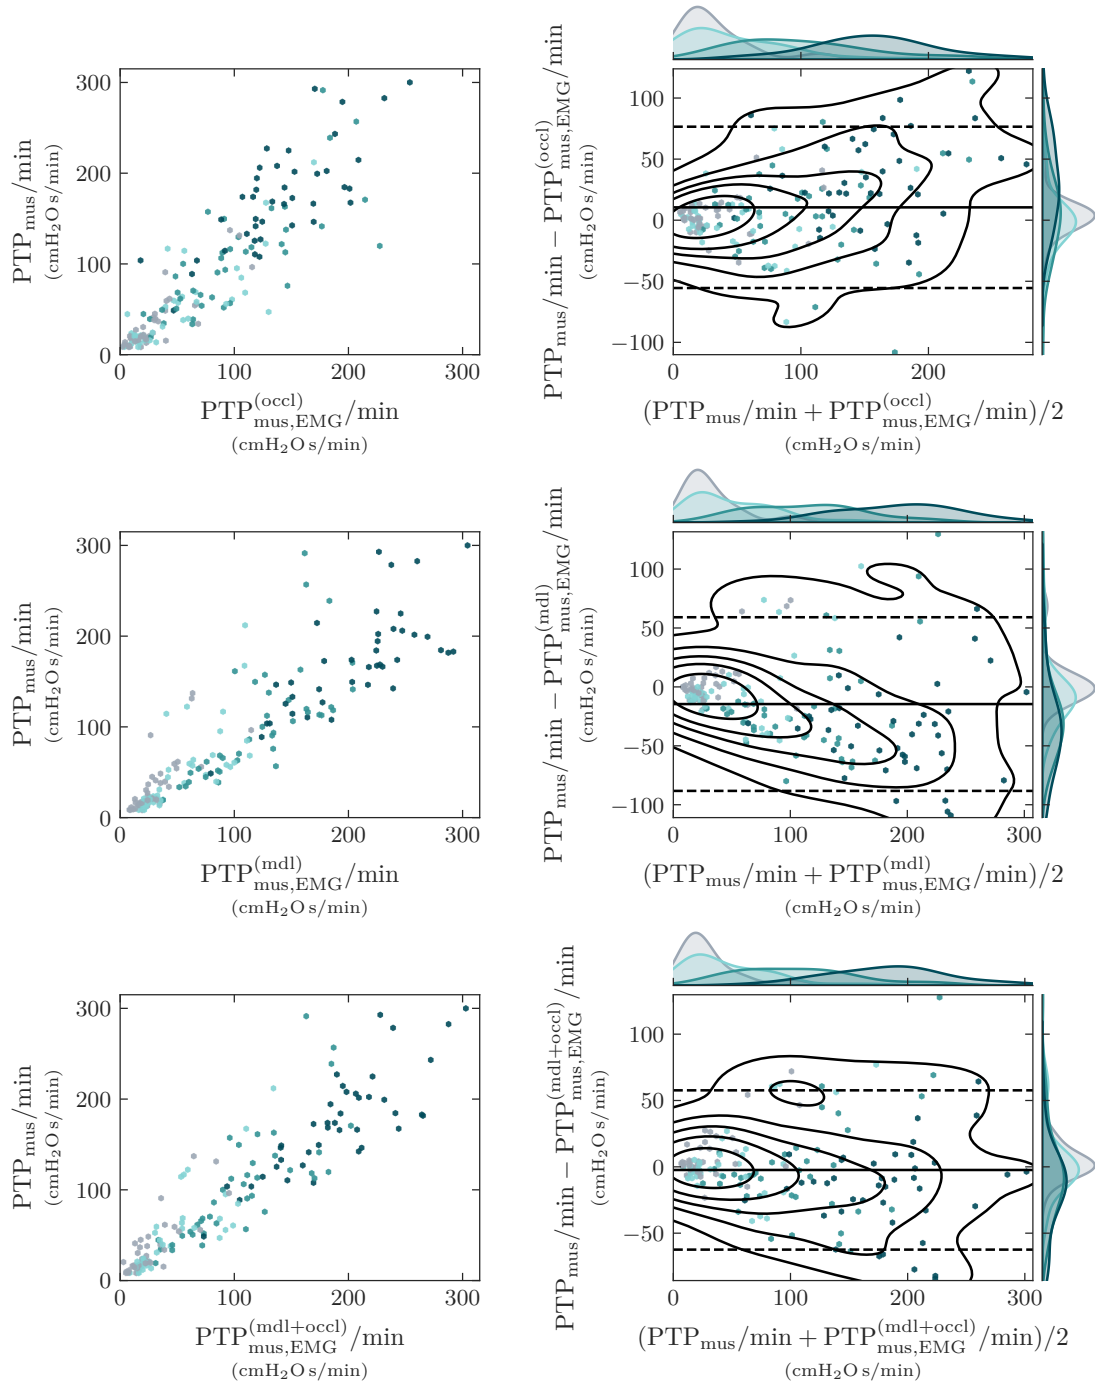 300
200
100
0
0 100 200 300
PTP_mus/min
(cmH₂O s/min)
PTP^(occl)_mus,EMG/min
(cmH₂O s/min)
100
50
0
−50
−100
0 100 200
PTP_mus/min − PTP^(occl)_mus,EMG/min
(cmH₂O s/min)
(PTP_mus/min + PTP^(occl)_mus,EMG/min)/2
(cmH₂O s/min)
300
200
100
0
0 100 200 300
PTP_mus/min
(cmH₂O s/min)
PTP^(mdl)_mus,EMG/min
(cmH₂O s/min)
100
50
0
−50
−100
0 100 200 300
PTP_mus/min − PTP^(mdl)_mus,EMG/min
(cmH₂O s/min)
(PTP_mus/min + PTP^(mdl)_mus,EMG/min)/2
(cmH₂O s/min)
300
200
100
0
0 100 200 300
PTP_mus/min
(cmH₂O s/min)
PTP^(mdl+occl)_mus,EMG/min
(cmH₂O s/min)
100
50
0
−50
0 100 200 300
PTP_mus/min − PTP^(mdl+occl)_mus,EMG/min
(cmH₂O s/min)
(PTP_mus/min + PTP^(mdl+occl)_mus,EMG/min)/2
(cmH₂O s/min)